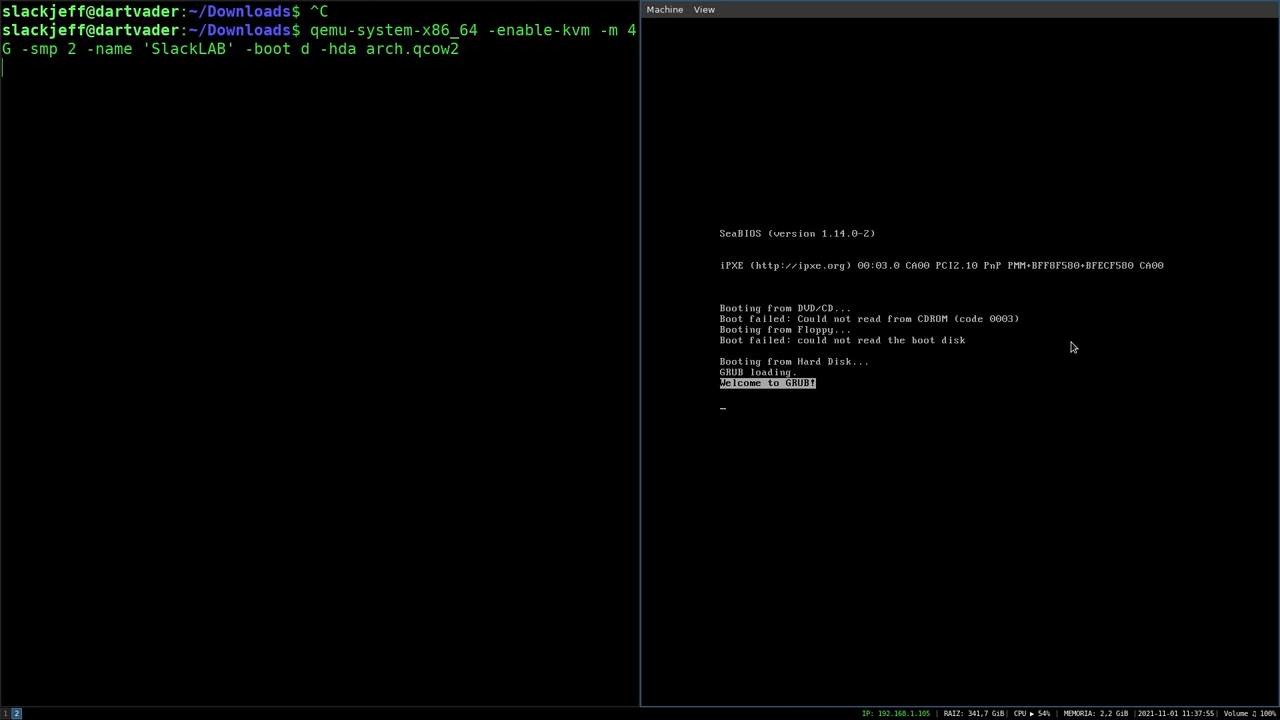 slackjeff@dartvader:~/Downloads$ ^C
slackjeff@dartvader:~/Downloads$ qemu-system-x86_64 -enable-kvm -m 4
G -smp 2 -name 'SlackLAB' -boot d -hda arch.qcow2
Machine View
SeaBIOS (version 1.14.0-2)
iPXE (http://ipxe.org) 00:03.0 CA00 PCI2.10 PnP PMM+BFF8F580+BFECF580 CA00
Booting from DVD/CD...
Boot failed: Could not read from CDROM (code 0003)
Booting from Floppy...
Boot failed: could not read the boot disk
Booting from Hard Disk...
GRUB loading.
Welcome to GRUB!
_
1 2
IP: 192.168.1.105 | RAIZ: 341,7 GiB| CPU ▶ 54% | MEMORIA: 2,2 GiB |2021-11-01 11:37:55| Volume ♫ 100%